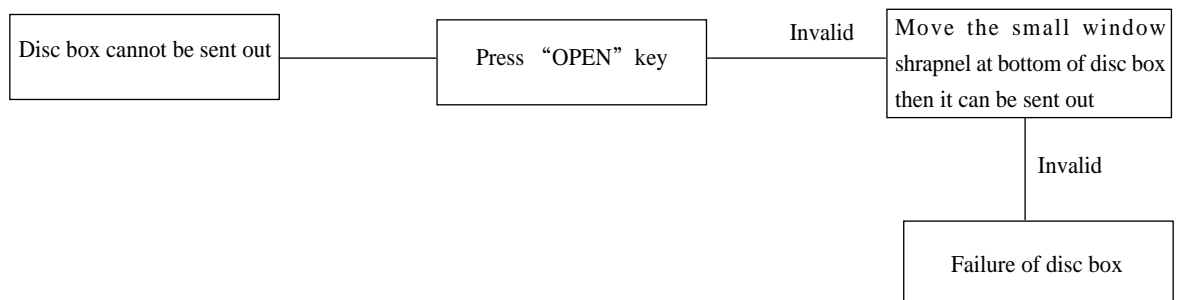 Disc box cannot be sent out
Press “OPEN” key
Invalid
Move the small window
shrapnel at bottom of disc box
then it can be sent out
Invalid
Failure of disc box